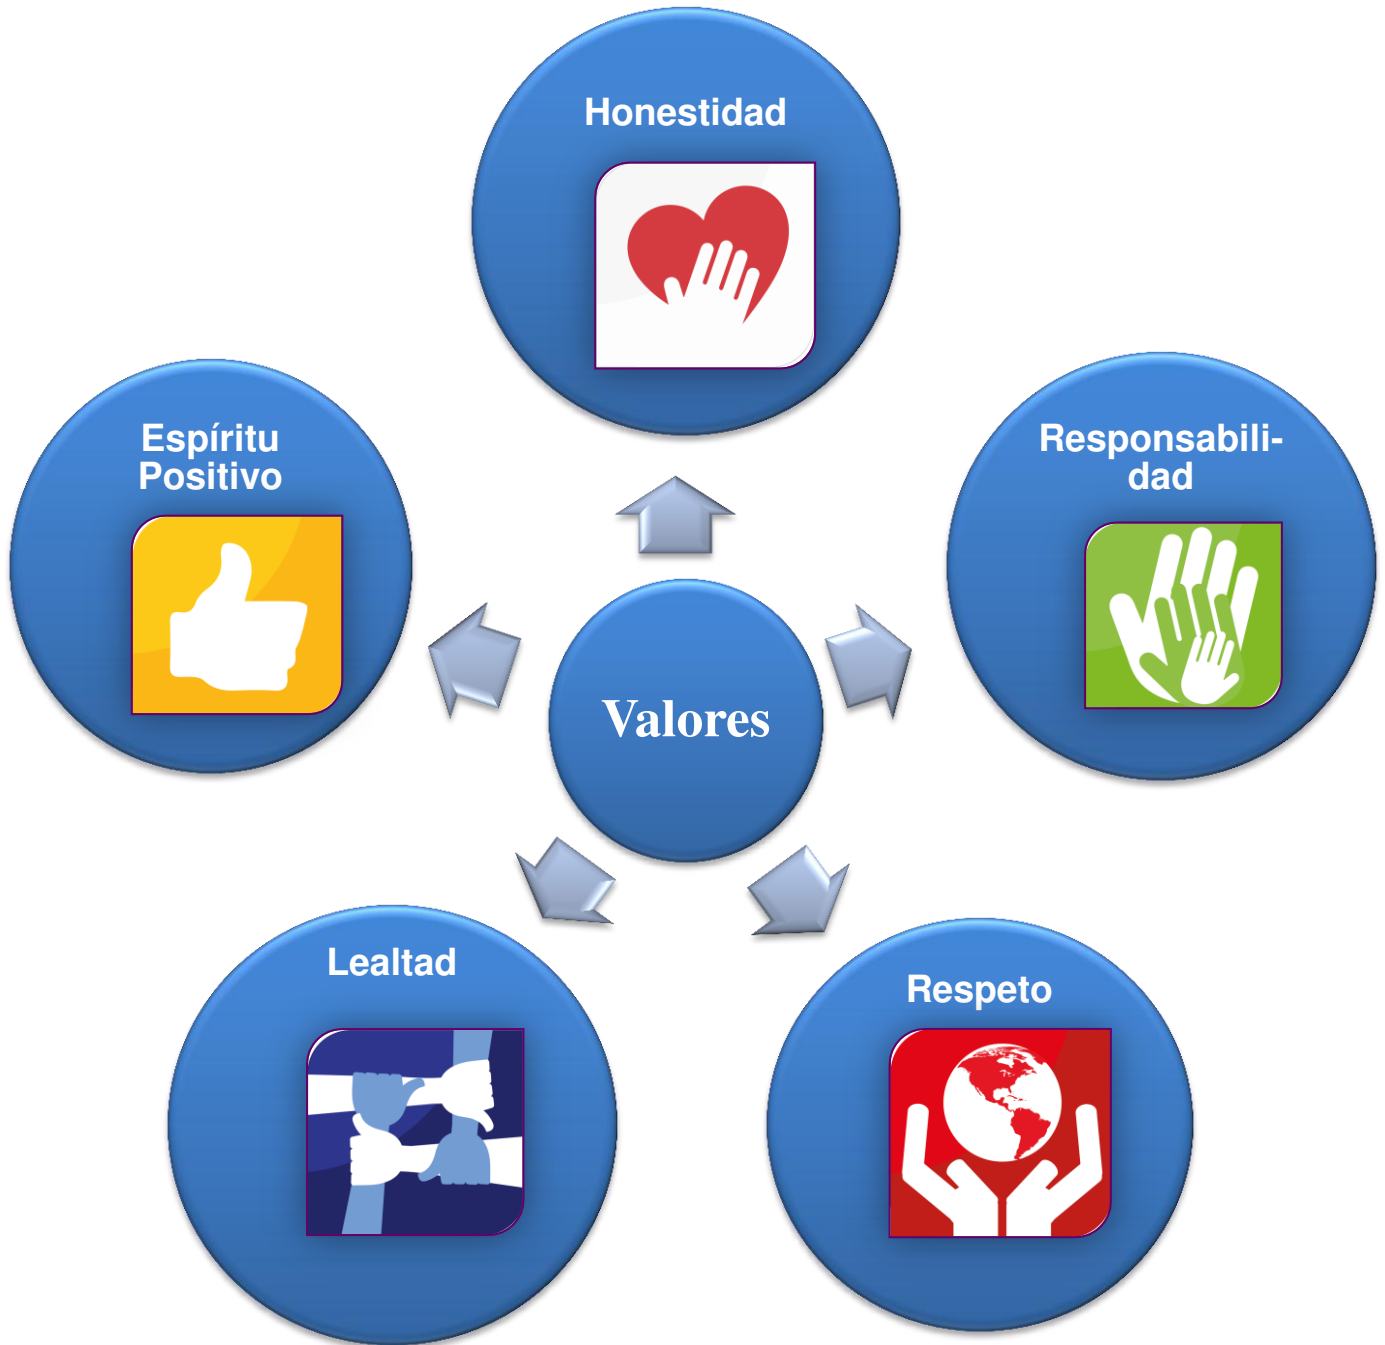 Honestidad
Espíritu
Positivo
Responsabili-
dad
Valores
Lealtad
Respeto